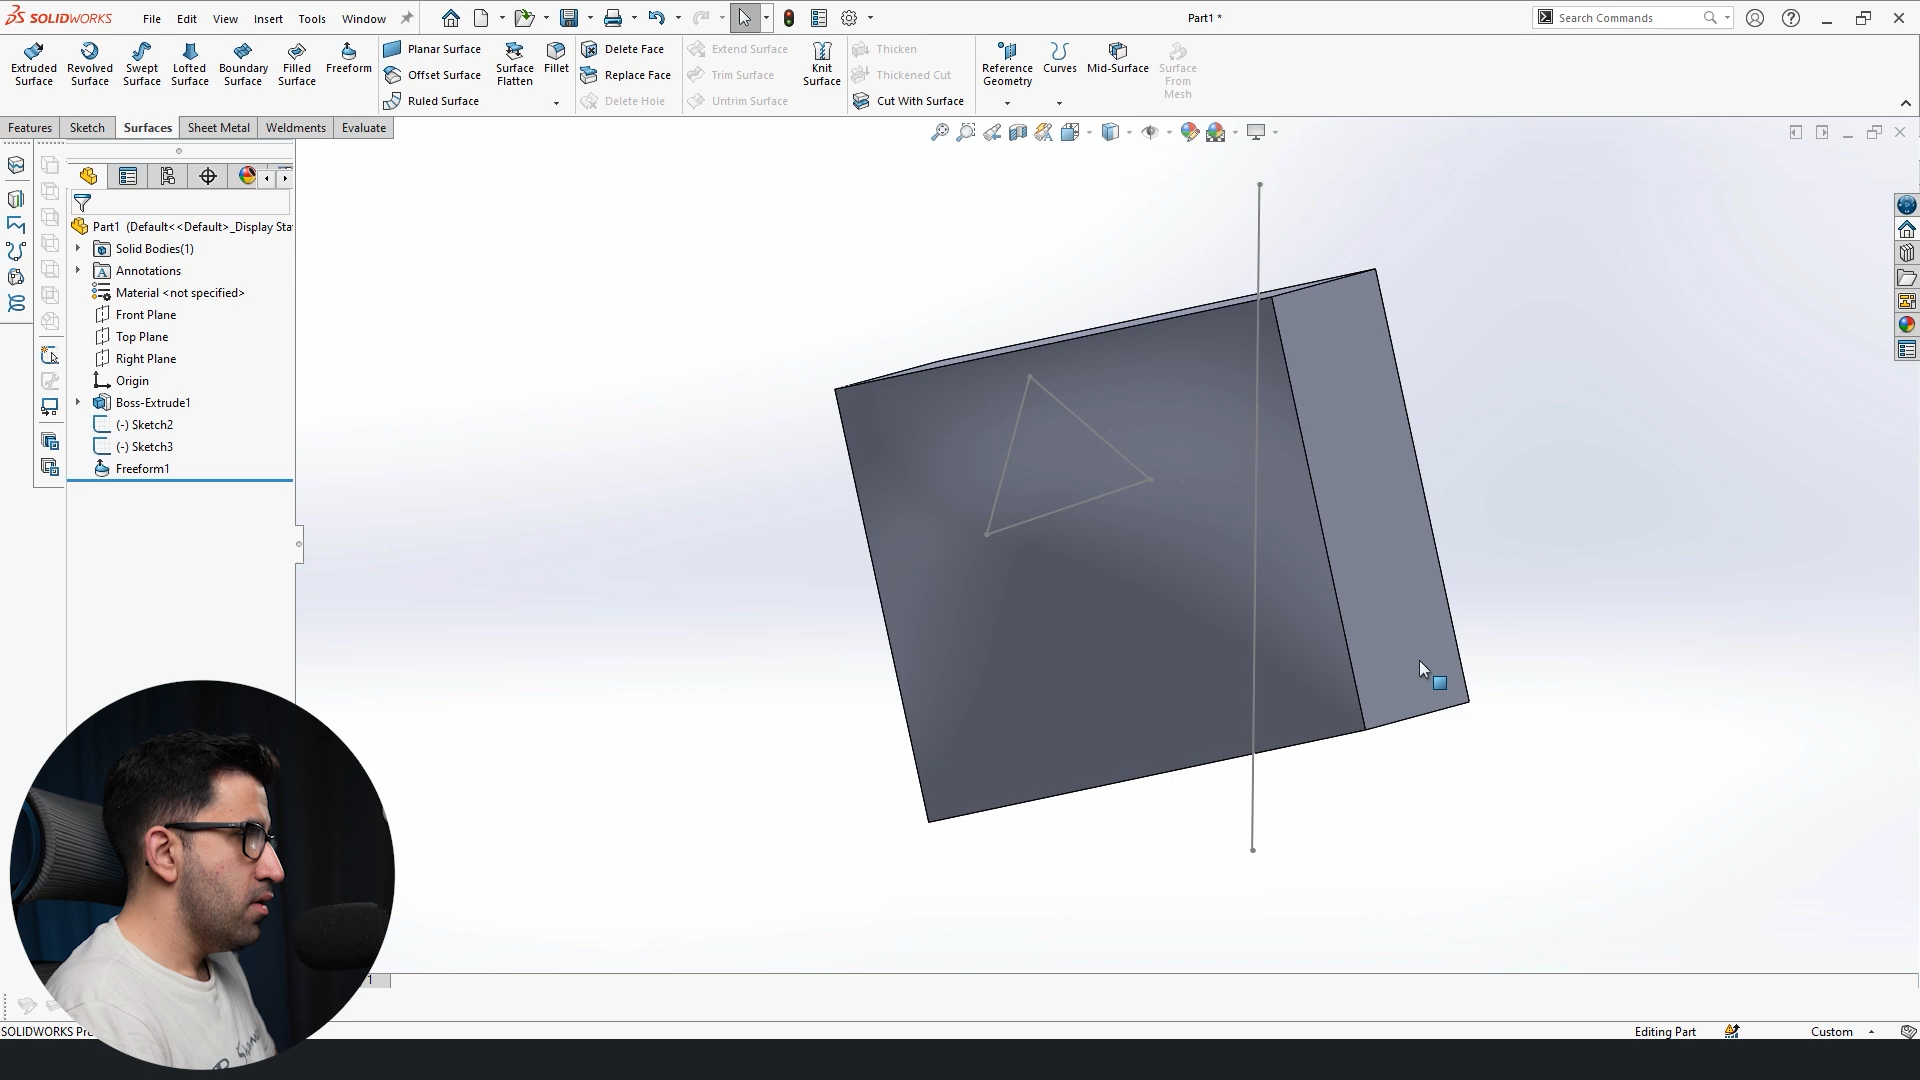 SOLIDWORKS File Edit View Insert Tools Window Part1 * Search Commands
Extruded Surface
Revolved Surface
Swept Surface
Lofted Surface
Boundary Surface
Filled Surface
Freeform
Planar Surface
Offset Surface
Ruled Surface
Surface Flatten
Fillet
Delete Face
Replace Face
Delete Hole
Extend Surface
Trim Surface
Untrim Surface
Knit Surface
Thicken
Thickened Cut
Cut With Surface
Reference Geometry
Curves
Mid-Surface
Surface From Mesh
Features Sketch Surfaces Sheet Metal Weldments Evaluate
Part1 (Default<<Default>_Display Sta
Solid Bodies(1)
Annotations
Material <not specified>
Front Plane
Top Plane
Right Plane
Origin
Boss-Extrude1
(-) Sketch2
(-) Sketch3
Freeform1
1
SOLIDWORKS Pre
Editing Part Custom